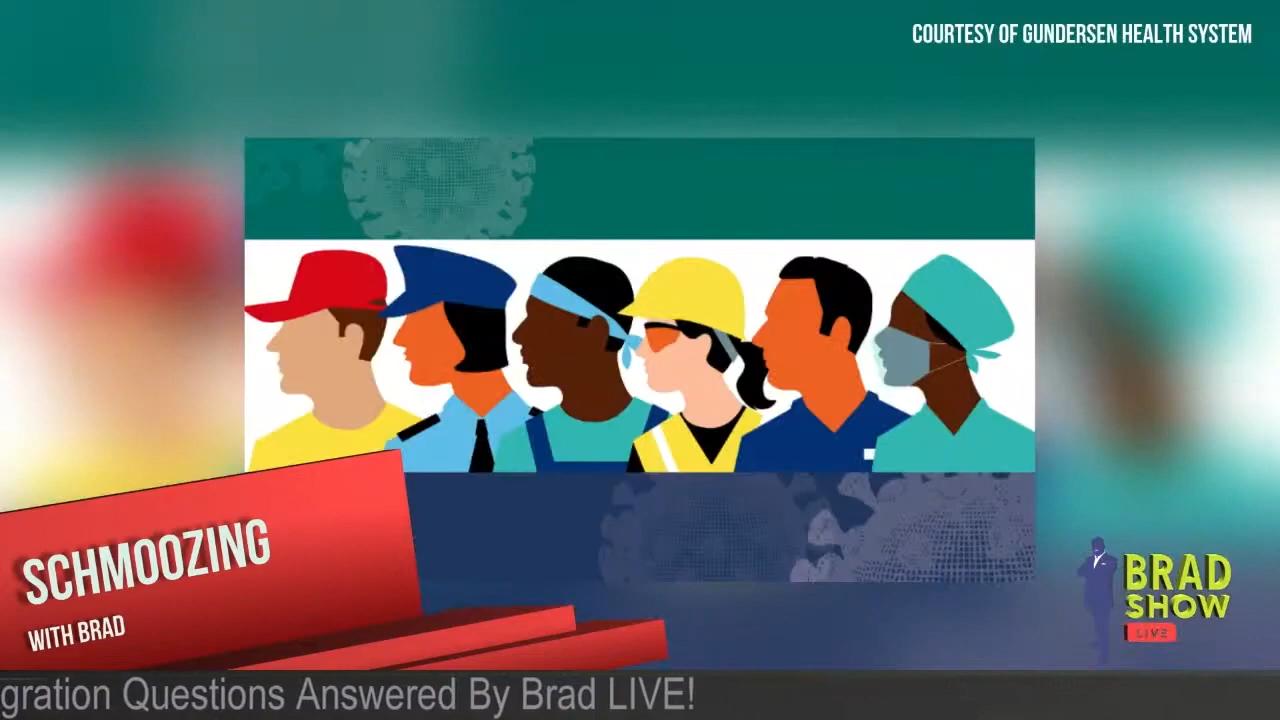 COURTESY OF GUNDERSEN HEALTH SYSTEM
SCHMOOZING
WITH BRAD
BRAD
SHOW
LIVE
gration Questions Answered By Brad LIVE!